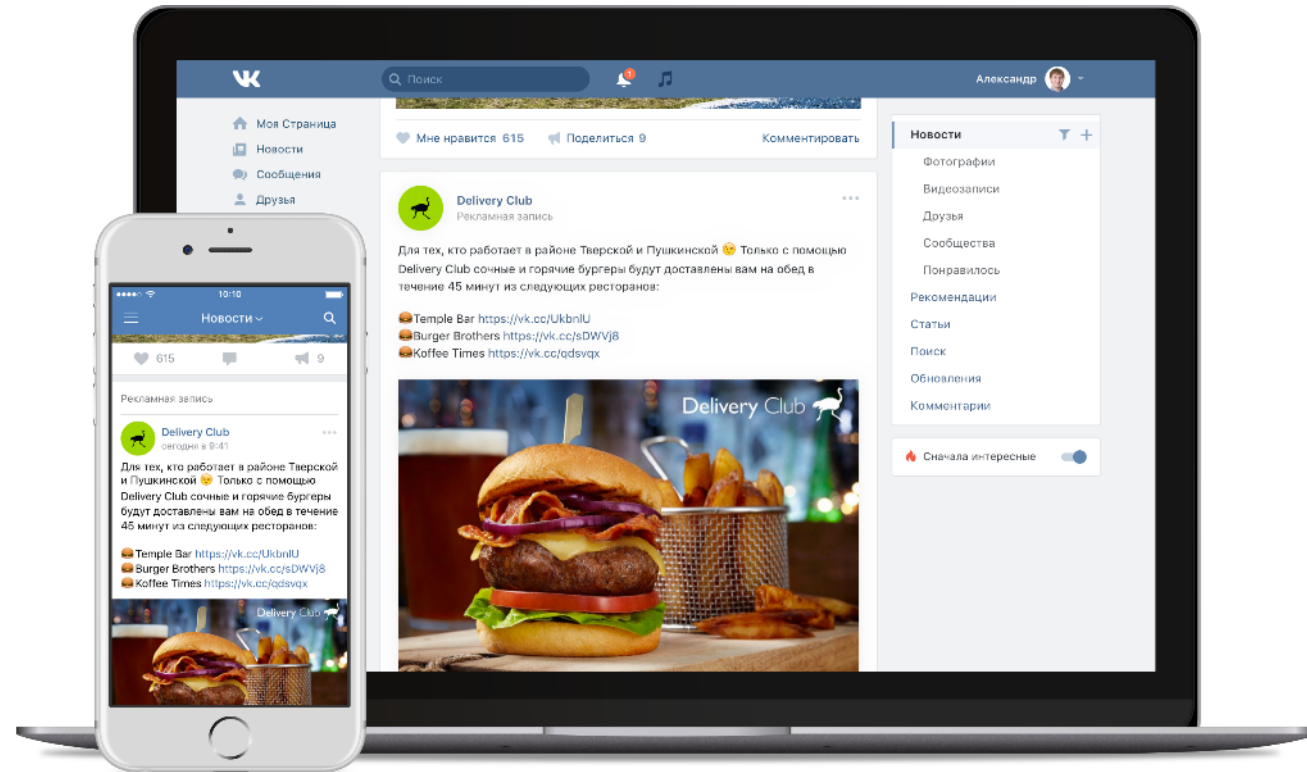 Поиск
1
Александр
Моя Страница
Новости
Сообщения
Друзья
Мне нравится 615
Поделиться 9
Комментировать
Delivery Club
Рекламная запись
Для тех, кто работает в районе Тверской и Пушкинской 😉 Только с помощью
Delivery Club сочные и горячие бургеры будут доставлены вам на обед в
течение 45 минут из следующих ресторанов:
🍔Temple Bar https://vk.cc/UkbnlU
🍔Burger Brothers https://vk.cc/sDWVj8
🍔Koffee Times https://vk.cc/qdsvqx
Delivery Club
Новости
Фотографии
Видеозаписи
Друзья
Сообщества
Понравилось
Рекомендации
Статьи
Поиск
Обновления
Комментарии
Сначала интересные
10:10
Новости
615
9
Рекламная запись
Delivery Club
сегодня в 9:41
Для тех, кто работает в районе Тверской
и Пушкинской 😉 Только с помощью
Delivery Club сочные и горячие бургеры
будут доставлены вам на обед в течение
45 минут из следующих ресторанов:
🍔Temple Bar https://vk.cc/UkbnlU
🍔Burger Brothers https://vk.cc/sDWVj8
🍔Koffee Times https://vk.cc/qdsvqx
Delivery Club